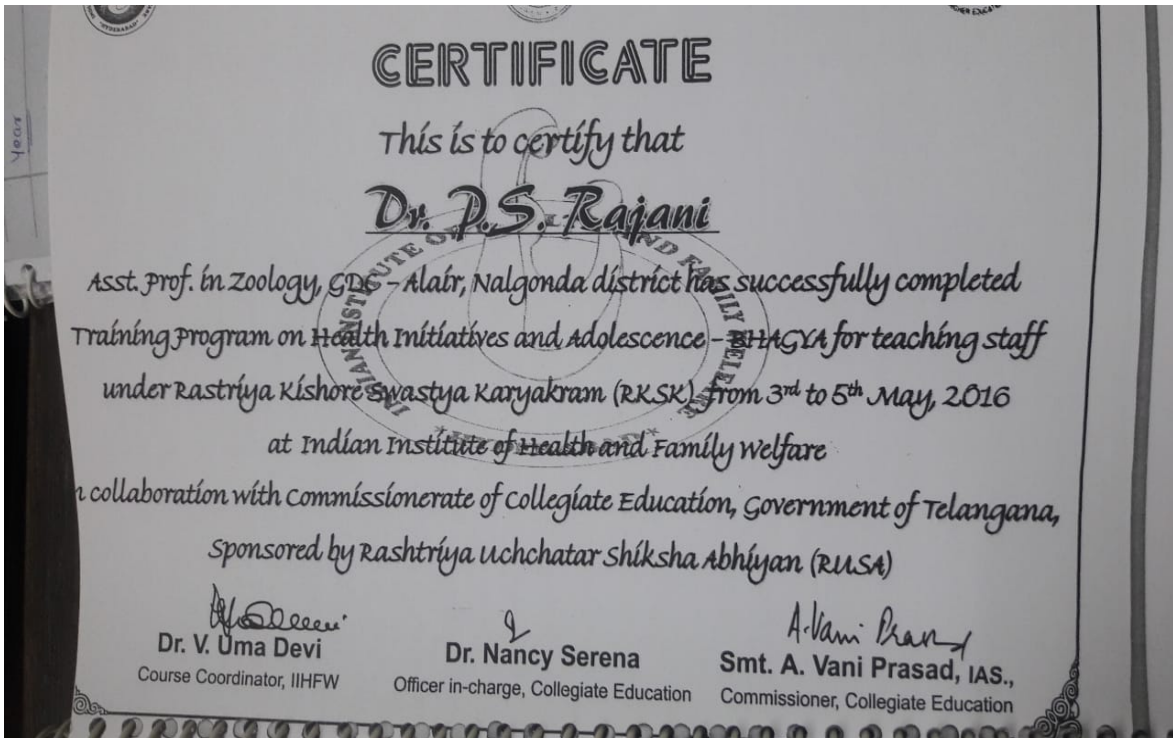 Year
CERTIFICATE
This is to certify that
Dr. P.S. Rajani
Asst. Prof. in Zoology, GDC – Alair, Nalgonda district has successfully completed
Training Program on Health Initiatives and Adolescence – BHAGYA for teaching staff
under Rastriya Kishore Swastya Karyakram (RKSK) from 3rd to 5th May, 2016
at Indian Institute of Health and Family Welfare
n collaboration with Commissionerate of Collegiate Education, Government of Telangana,
Sponsored by Rashtriya Uchchatar Shiksha Abhiyan (RUSA)
A. Vani Prasad
Dr. V. Uma Devi
Dr. Nancy Serena
Smt. A. Vani Prasad, IAS.,
Course Coordinator, IIHFW
Officer in-charge, Collegiate Education
Commissioner, Collegiate Education